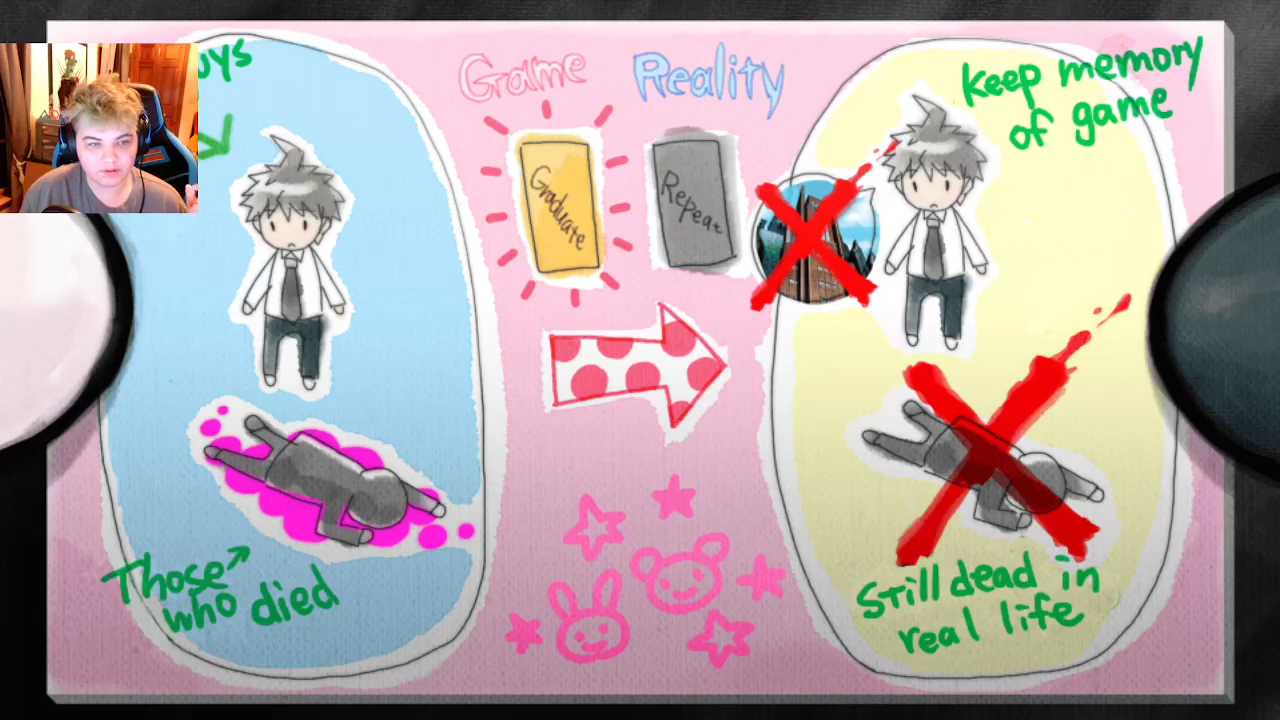 Game
Reality
Graduate
Repeat
keep memory
of game
Those
who died
Still dead in
real life